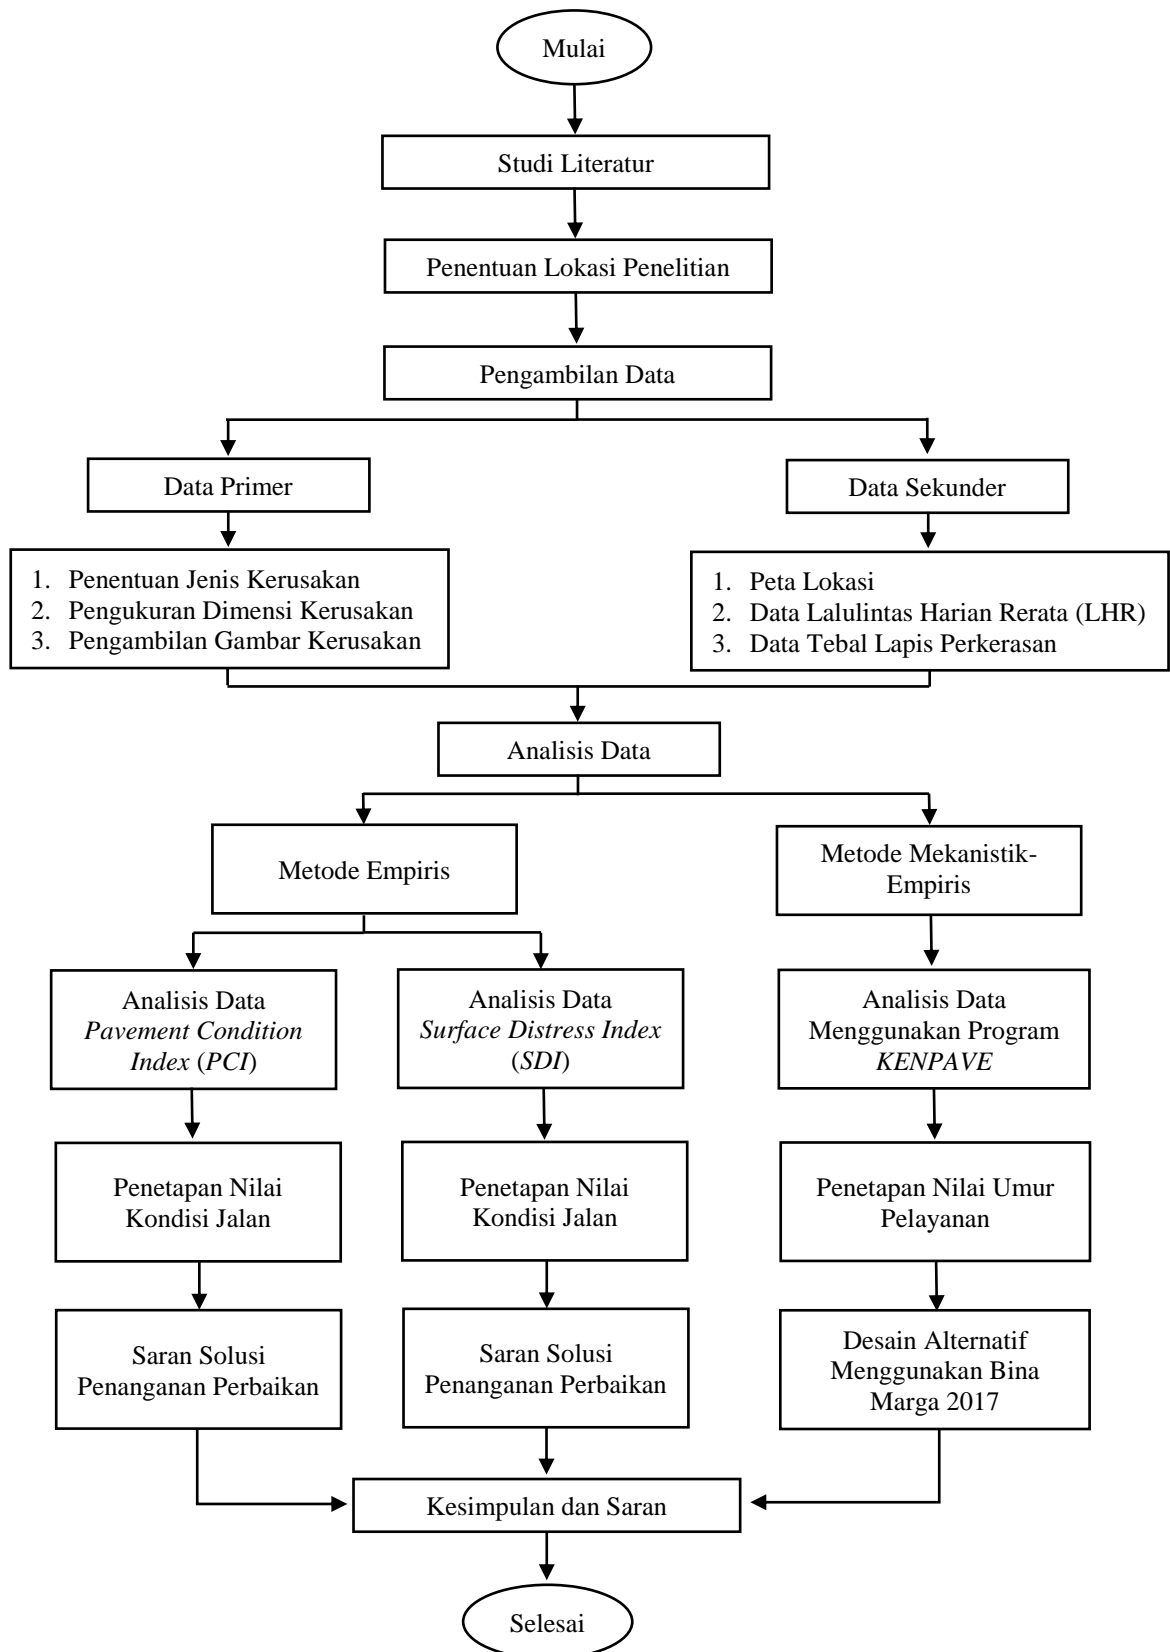 Mulai
Studi Literatur
Penentuan Lokasi Penelitian
Pengambilan Data
Data Primer
Data Sekunder
1. Penentuan Jenis Kerusakan
2. Pengukuran Dimensi Kerusakan
3. Pengambilan Gambar Kerusakan
1. Peta Lokasi
2. Data Lalulintas Harian Rerata (LHR)
3. Data Tebal Lapis Perkerasan
Analisis Data
Metode Empiris
Metode Mekanistik-
Empiris
Analisis Data
Pavement Condition
Index (PCI)
Analisis Data
Surface Distress Index
(SDI)
Analisis Data
Menggunakan Program
KENPAVE
Penetapan Nilai
Kondisi Jalan
Penetapan Nilai
Kondisi Jalan
Penetapan Nilai Umur
Pelayanan
Saran Solusi
Penanganan Perbaikan
Saran Solusi
Penanganan Perbaikan
Desain Alternatif
Menggunakan Bina
Marga 2017
Kesimpulan dan Saran
Selesai